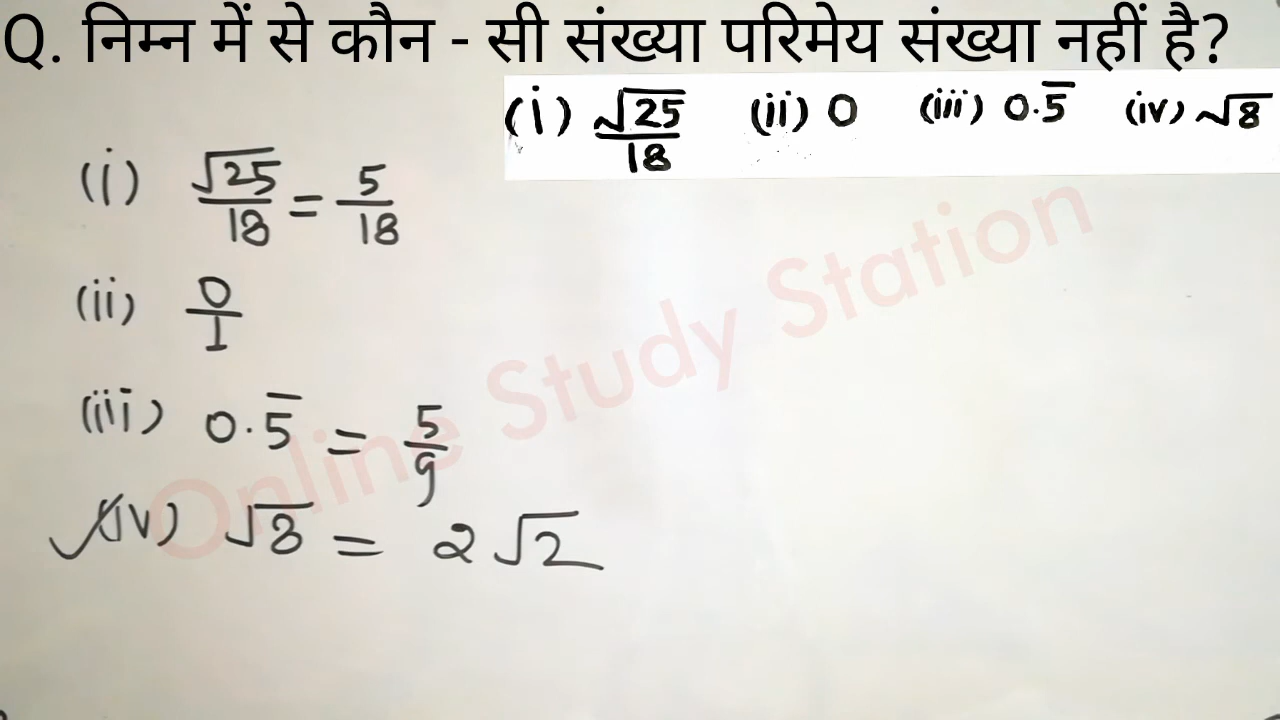 Q. निम्न में से कौन - सी संख्या परिमेय संख्या नहीं है?
(i) √25/18 (ii) 0 (iii) 0.5̅ (iv) √8
(i) √25/18 = 5/18
(ii) 0/1
(iii) 0.5̅ = 5/9
✓(iv) √8 = 2√2
Online Study Station